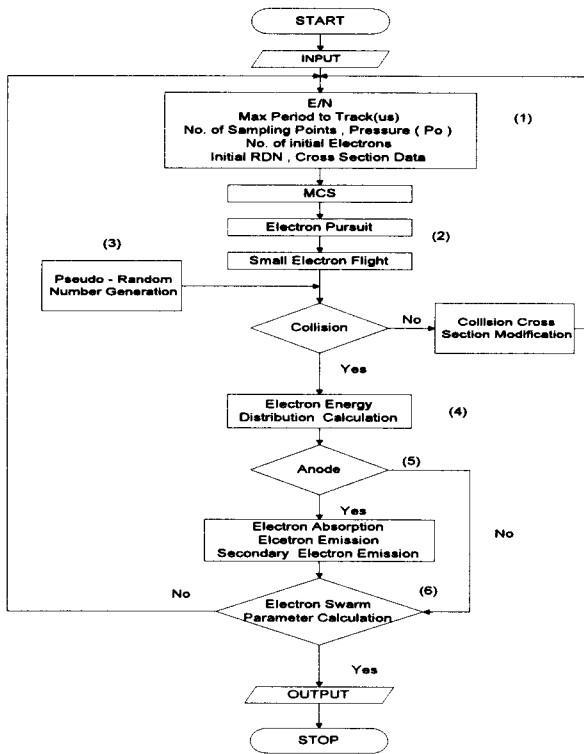 START
INPUT
E/N
Max Period to Track(us)
No. of Sampling Points , Pressure ( Po )
No. of initial Electrons
Initial RDN , Cross Section Data
(1)
MCS
Electron Pursuit
(2)
(3)
Small Electron Flight
Pseudo - Random
Number Generation
Collision
No
Collision Cross
Section Modification
Yes
Electron Energy
Distribution Calculation
(4)
Anode
(5)
Yes
No
Electron Absorption
Elcetron Emission
Secondary Electron Emission
No
(6)
Electron Swarm
Parameter Calculation
Yes
OUTPUT
STOP